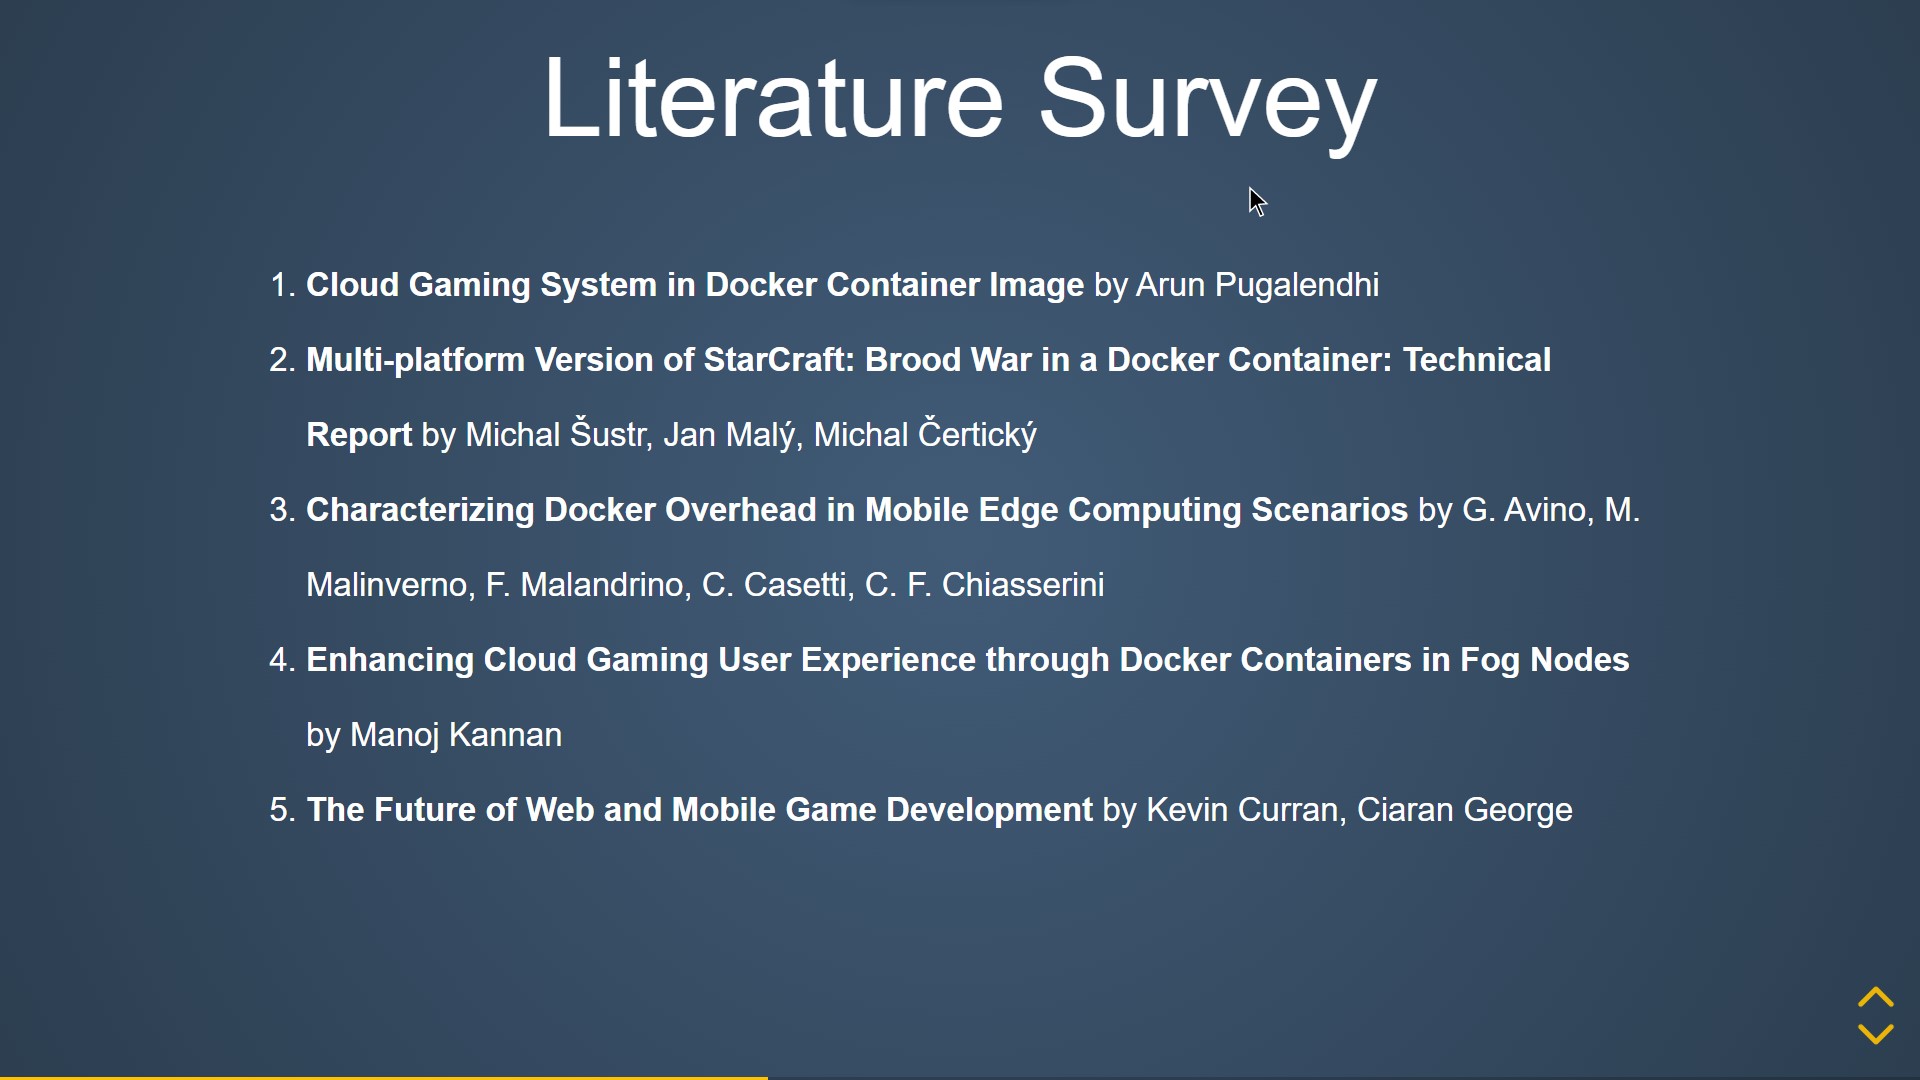 Literature Survey
1. Cloud Gaming System in Docker Container Image by Arun Pugalendhi
2. Multi-platform Version of StarCraft: Brood War in a Docker Container: Technical
Report by Michal Šustr, Jan Malý, Michal Čertický
3. Characterizing Docker Overhead in Mobile Edge Computing Scenarios by G. Avino, M.
Malinverno, F. Malandrino, C. Casetti, C. F. Chiasserini
4. Enhancing Cloud Gaming User Experience through Docker Containers in Fog Nodes
by Manoj Kannan
5. The Future of Web and Mobile Game Development by Kevin Curran, Ciaran George